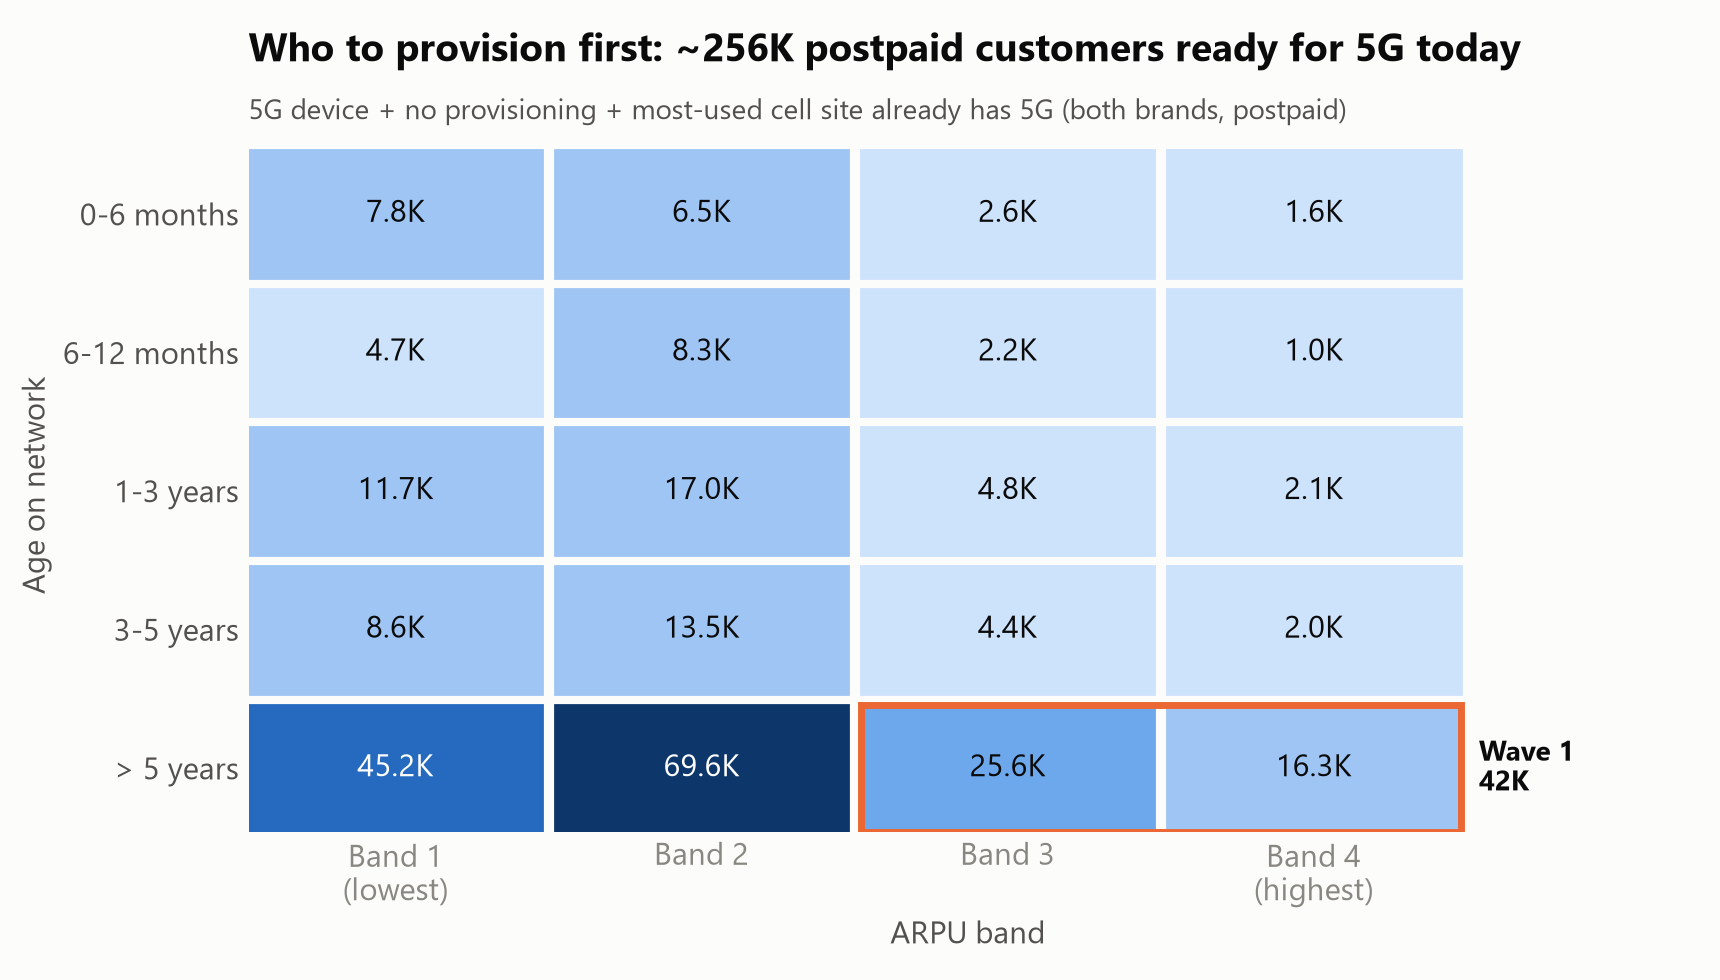 Who to provision first: ~256K postpaid customers ready for 5G today
5G device + no provisioning + most-used cell site already has 5G (both brands, postpaid)
Age on network
0-6 months 7.8K 6.5K 2.6K 1.6K
6-12 months 4.7K 8.3K 2.2K 1.0K
1-3 years 11.7K 17.0K 4.8K 2.1K
3-5 years 8.6K 13.5K 4.4K 2.0K
> 5 years 45.2K 69.6K 25.6K 16.3K
Wave 1
42K
Band 1 Band 2 Band 3 Band 4
(lowest) (highest)
ARPU band